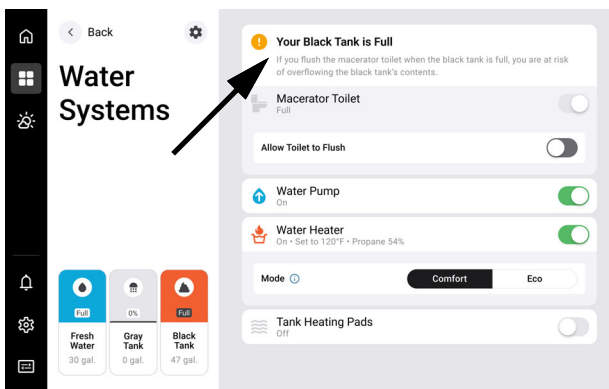 Back
Water
Systems
Your Black Tank is Full
If you flush the macerator toilet when the black tank is full, you are at risk
of overflowing the black tank's contents.
Macerator Toilet
Full
Allow Toilet to Flush
Water Pump
On
Water Heater
On • Set to 120°F • Propane 54%
Mode
Comfort
Eco
Tank Heating Pads
Off
Full
Fresh
Water
30 gal.
0%
Gray
Tank
0 gal.
Full
Black
Tank
47 gal.